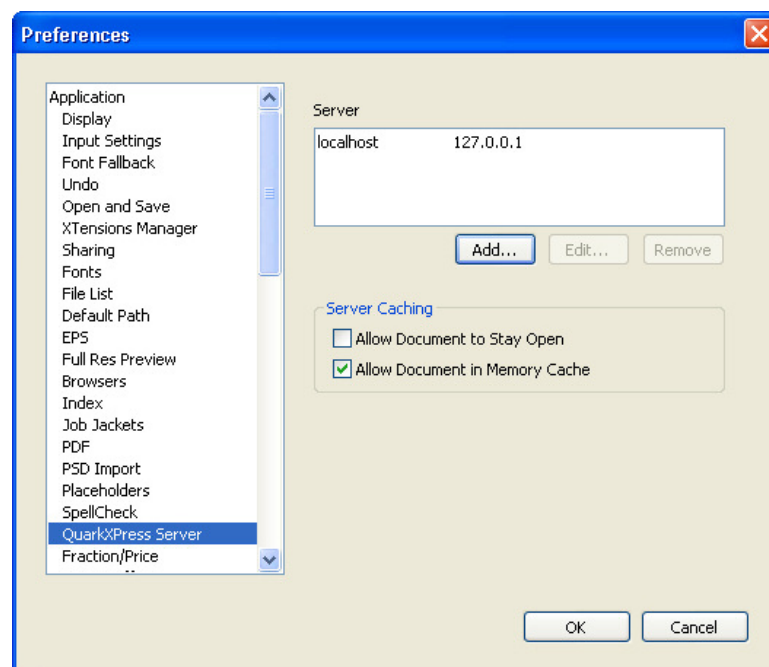 Preferences
Application
Display
Input Settings
Font Fallback
Undo
Open and Save
XTensions Manager
Sharing
Fonts
File List
Default Path
EPS
Full Res Preview
Browsers
Index
Job Jackets
PDF
PSD Import
Placeholders
SpellCheck
QuarkXPress Server
Fraction/Price
Server
localhost 127.0.0.1
Add... Edit... Remove
Server Caching
Allow Document to Stay Open
Allow Document in Memory Cache
OK Cancel